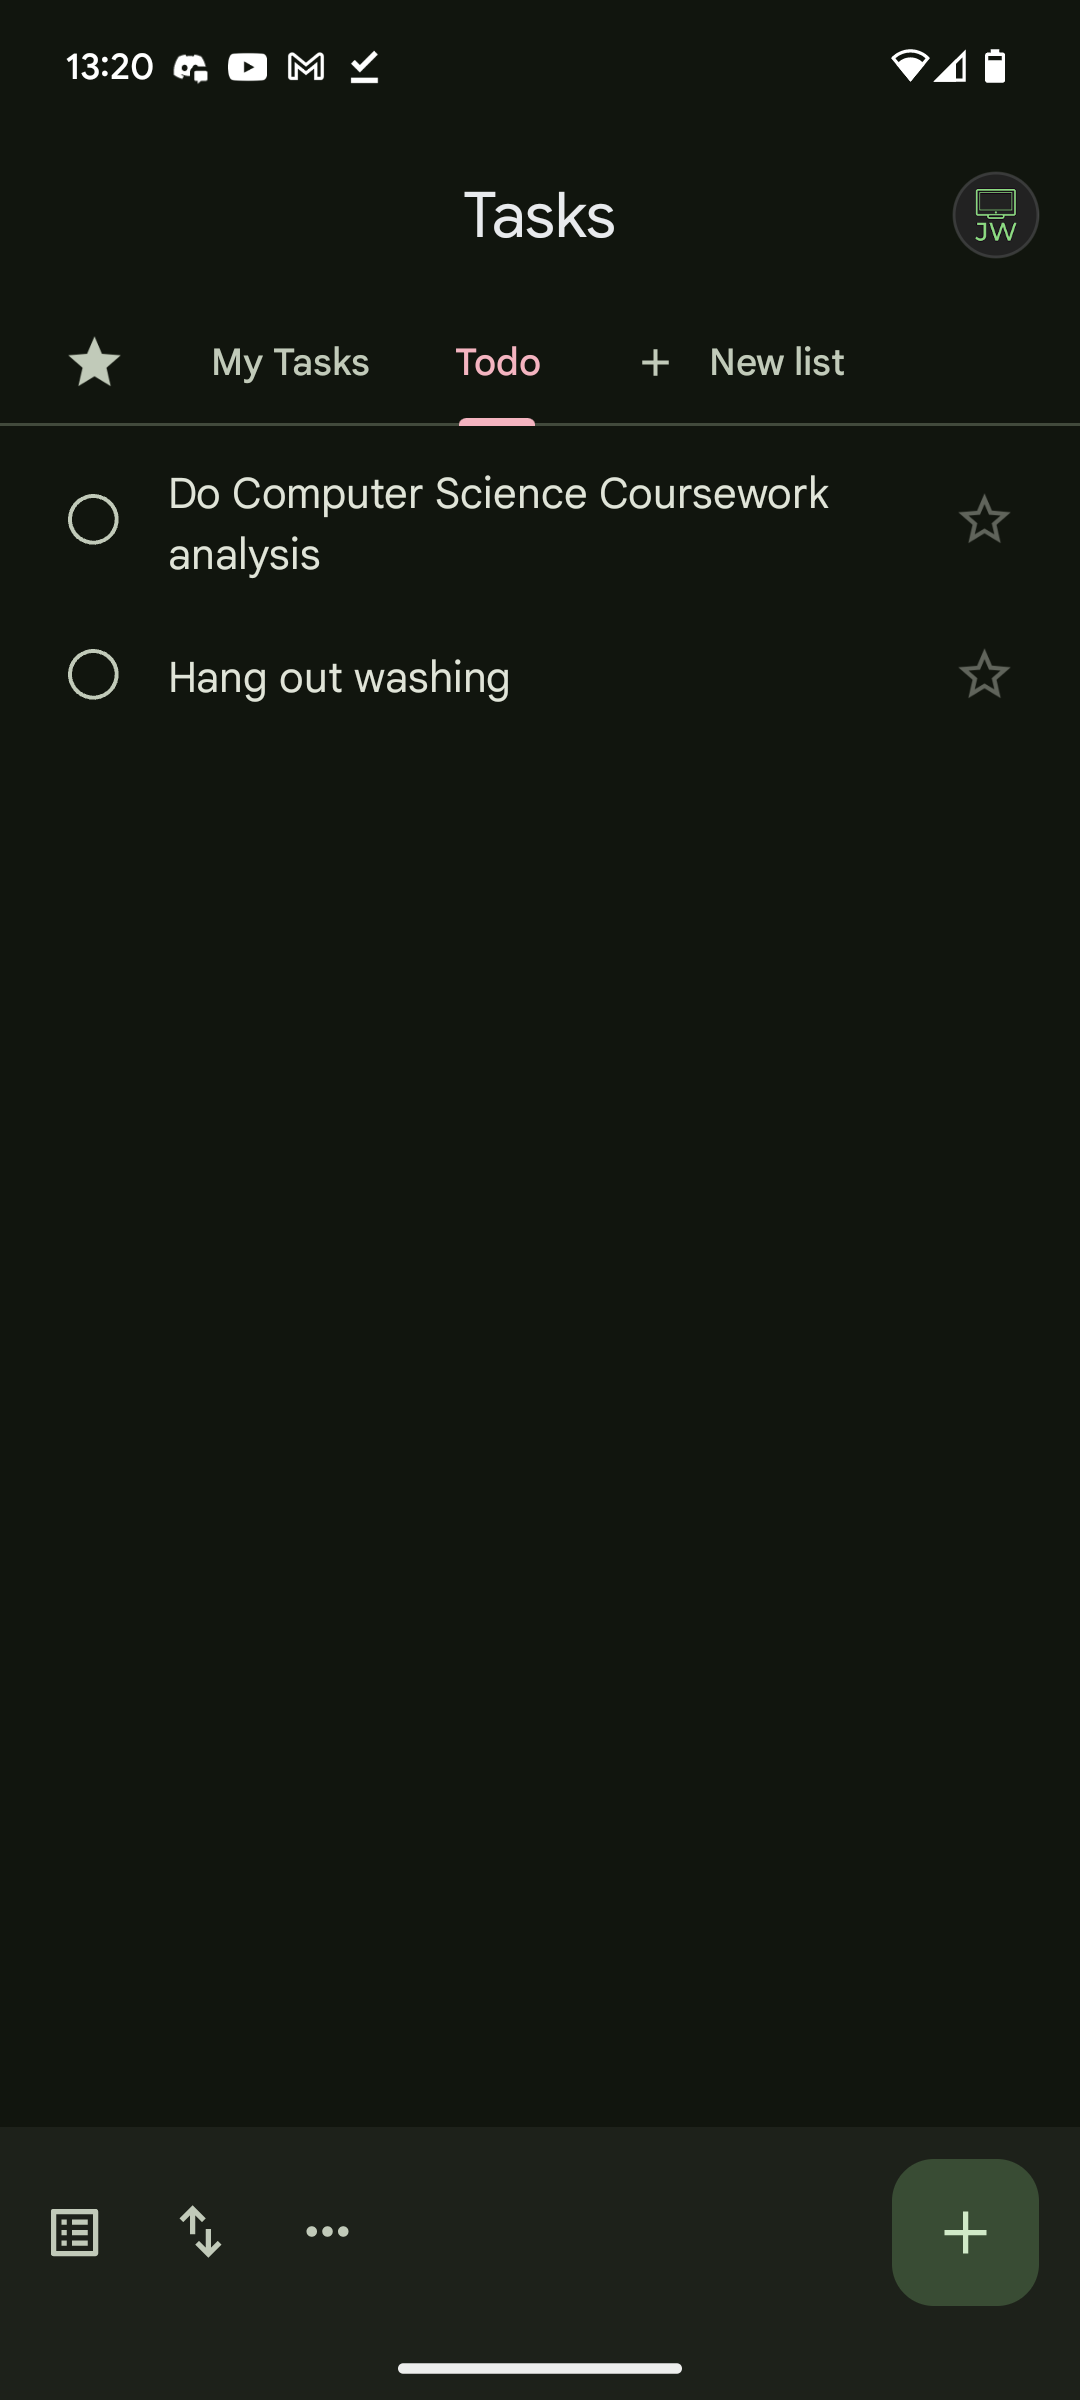 13:20
Tasks
JW
My Tasks
Todo
+ New list
Do Computer Science Coursework
analysis
Hang out washing